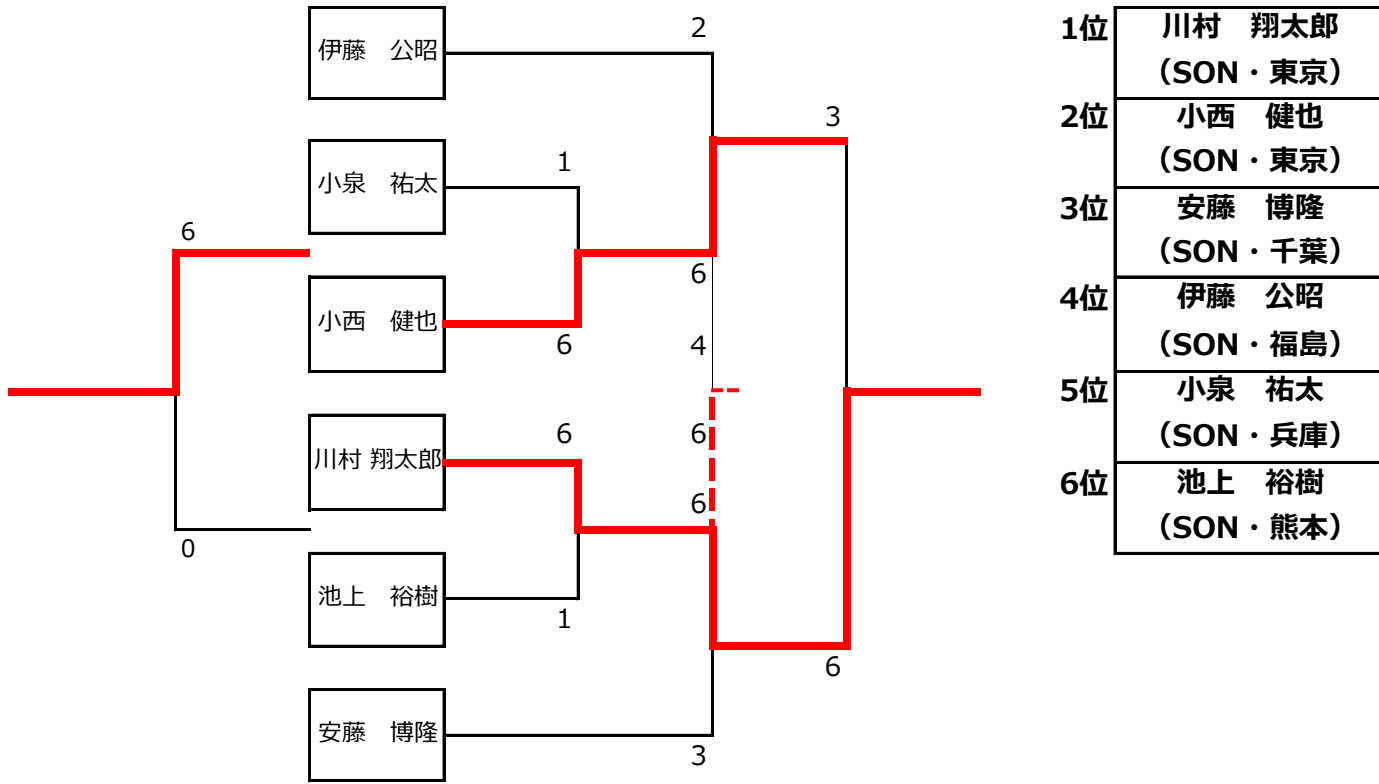 伊藤　公昭
2
小泉　祐太
1
3
6
小西　健也
6
6
4
川村 翔太郎
6
6
6
池上　裕樹
0
1
6
安藤　博隆
3
1位 川村　翔太郎
（SON・東京）
2位 小西　健也
（SON・東京）
3位 安藤　博隆
（SON・千葉）
4位 伊藤　公昭
（SON・福島）
5位 小泉　祐太
（SON・兵庫）
6位 池上　裕樹
（SON・熊本）